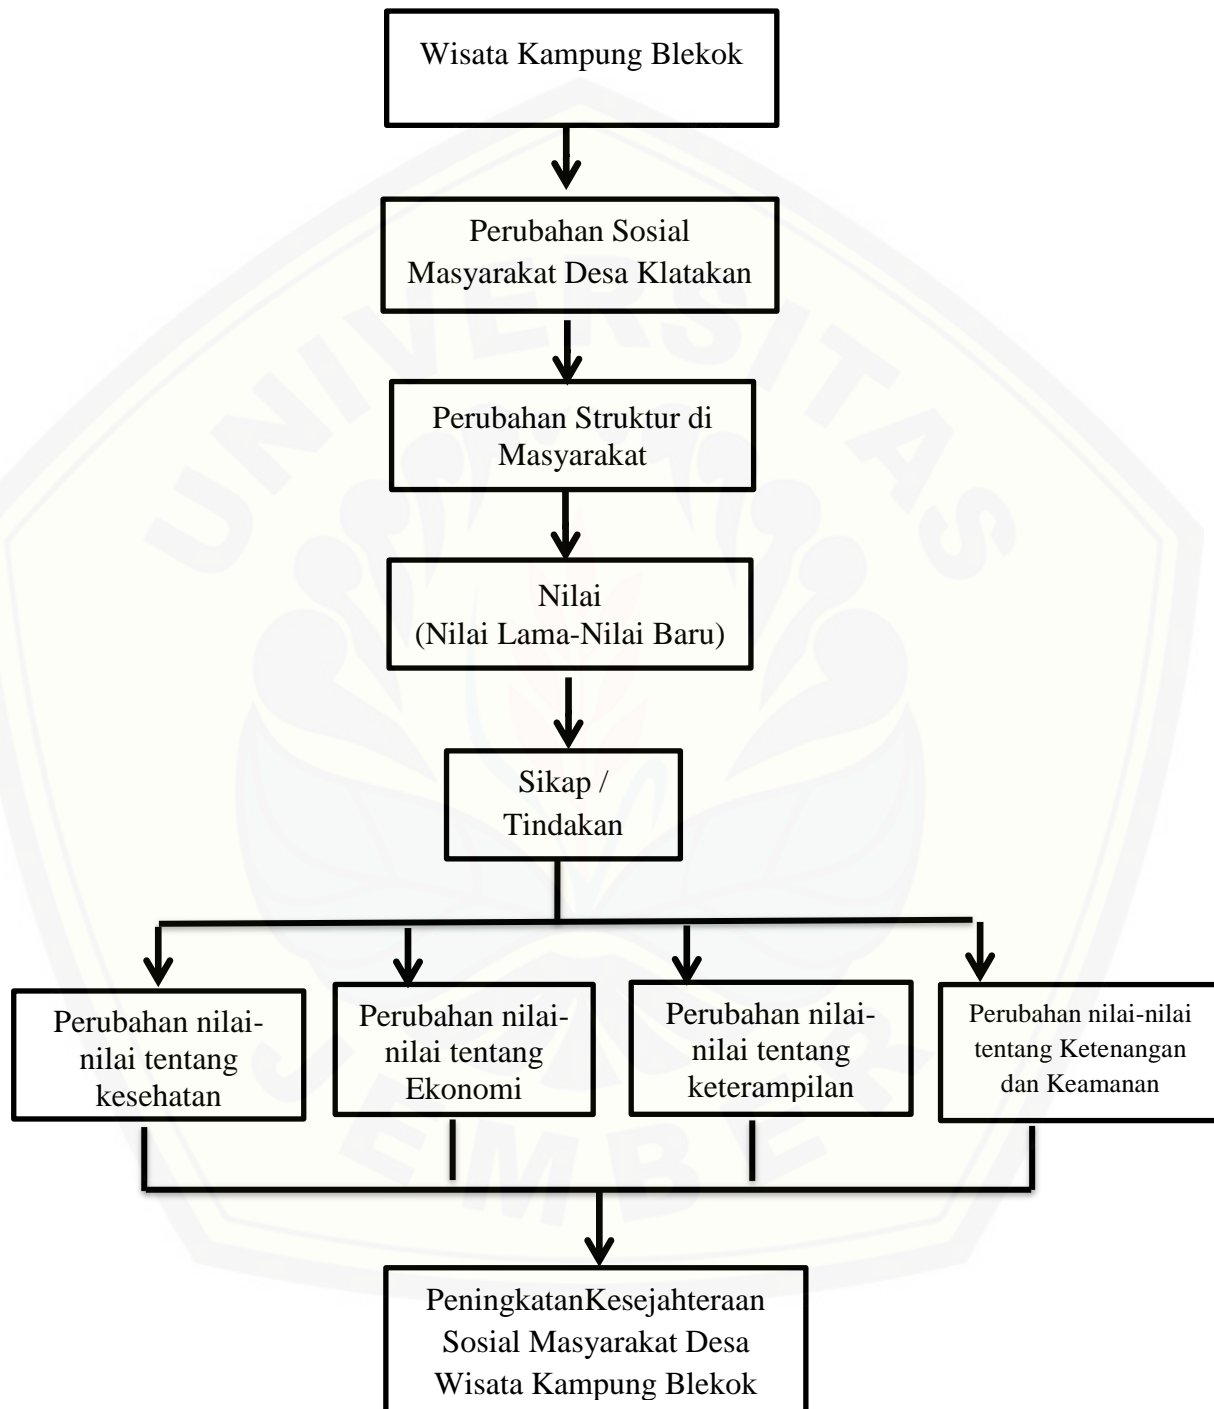 Wisata Kampung Blekok
Perubahan Sosial
Masyarakat Desa Klatakan
Perubahan Struktur di
Masyarakat
Nilai
(Nilai Lama-Nilai Baru)
Sikap /
Tindakan
Perubahan nilai-
nilai tentang
kesehatan
Perubahan nilai-
nilai tentang
Ekonomi
Perubahan nilai-
nilai tentang
keterampilan
Perubahan nilai-nilai
tentang Ketenangan
dan Keamanan
PeningkatanKesejahteraan
Sosial Masyarakat Desa
Wisata Kampung Blekok
UNIVERSITAS
JEMBER